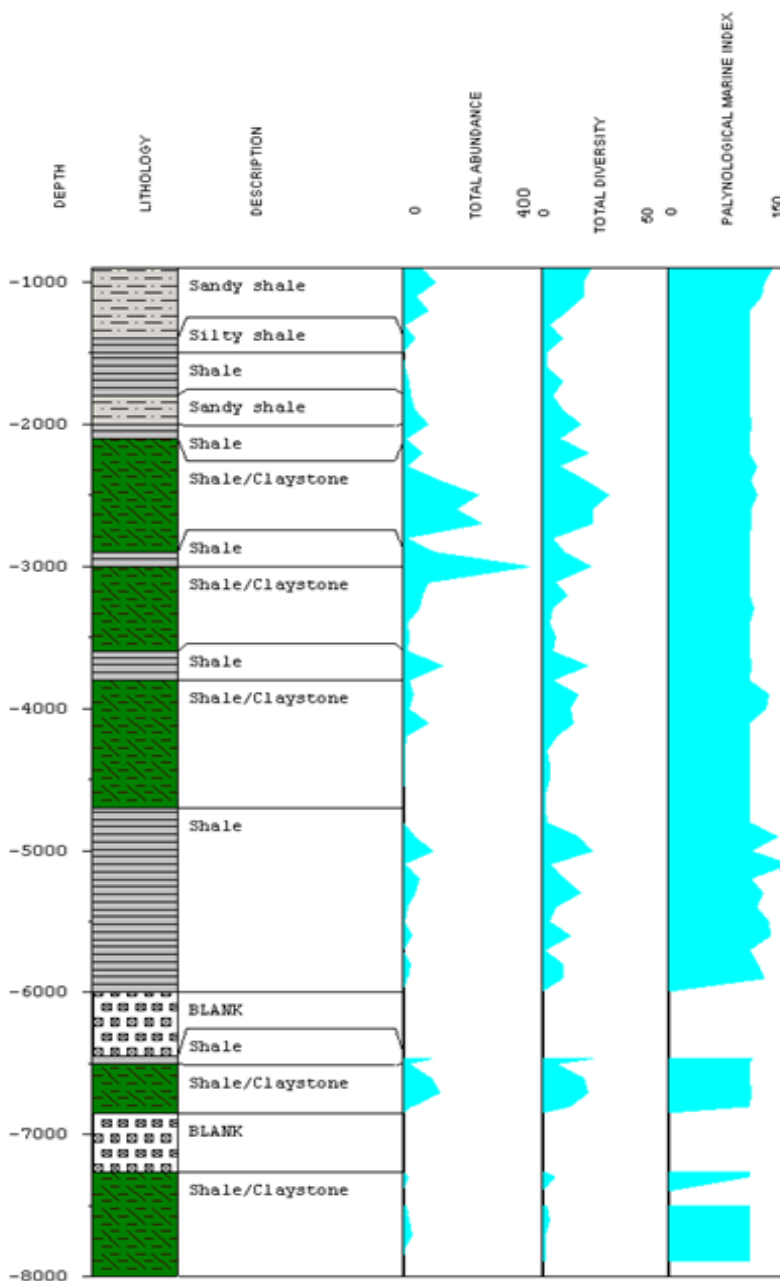 DEPTH
LITHOLOGY
DESCRIPTION
0 TOTAL ABUNDANCE 400
0 TOTAL DIVERSITY 50
0 PALYNOLOGICAL MARINE INDEX 150
-1000
Sandy shale
Silty shale
Shale
Sandy shale
-2000
Shale
Shale/Claystone
Shale
-3000
Shale/Claystone
Shale
Shale/Claystone
-4000
Shale
-5000
-6000
BLANK
Shale
Shale/Claystone
-7000
BLANK
Shale/Claystone
-8000